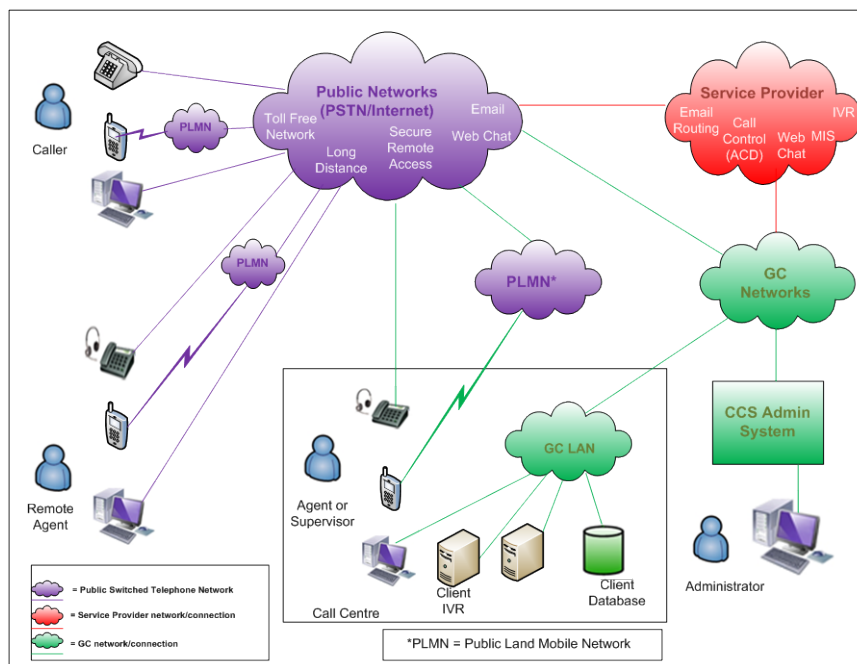 Public Networks
(PSTN/Internet)
Toll Free
Network
Long
Distance
Secure
Remote
Access
Email
Web Chat
Service Provider
Email
Routing
Call
Control
(ACD)
Web
Chat
IVR
MIS
Caller
PLMN
PLMN
PLMN*
GC
Networks
CCS Admin
System
GC LAN
Remote
Agent
Agent or
Supervisor
Call Centre
Client
IVR
Client
Database
Administrator
= Public Switched Telephone Network
= Service Provider network/connection
= GC network/connection
*PLMN = Public Land Mobile Network